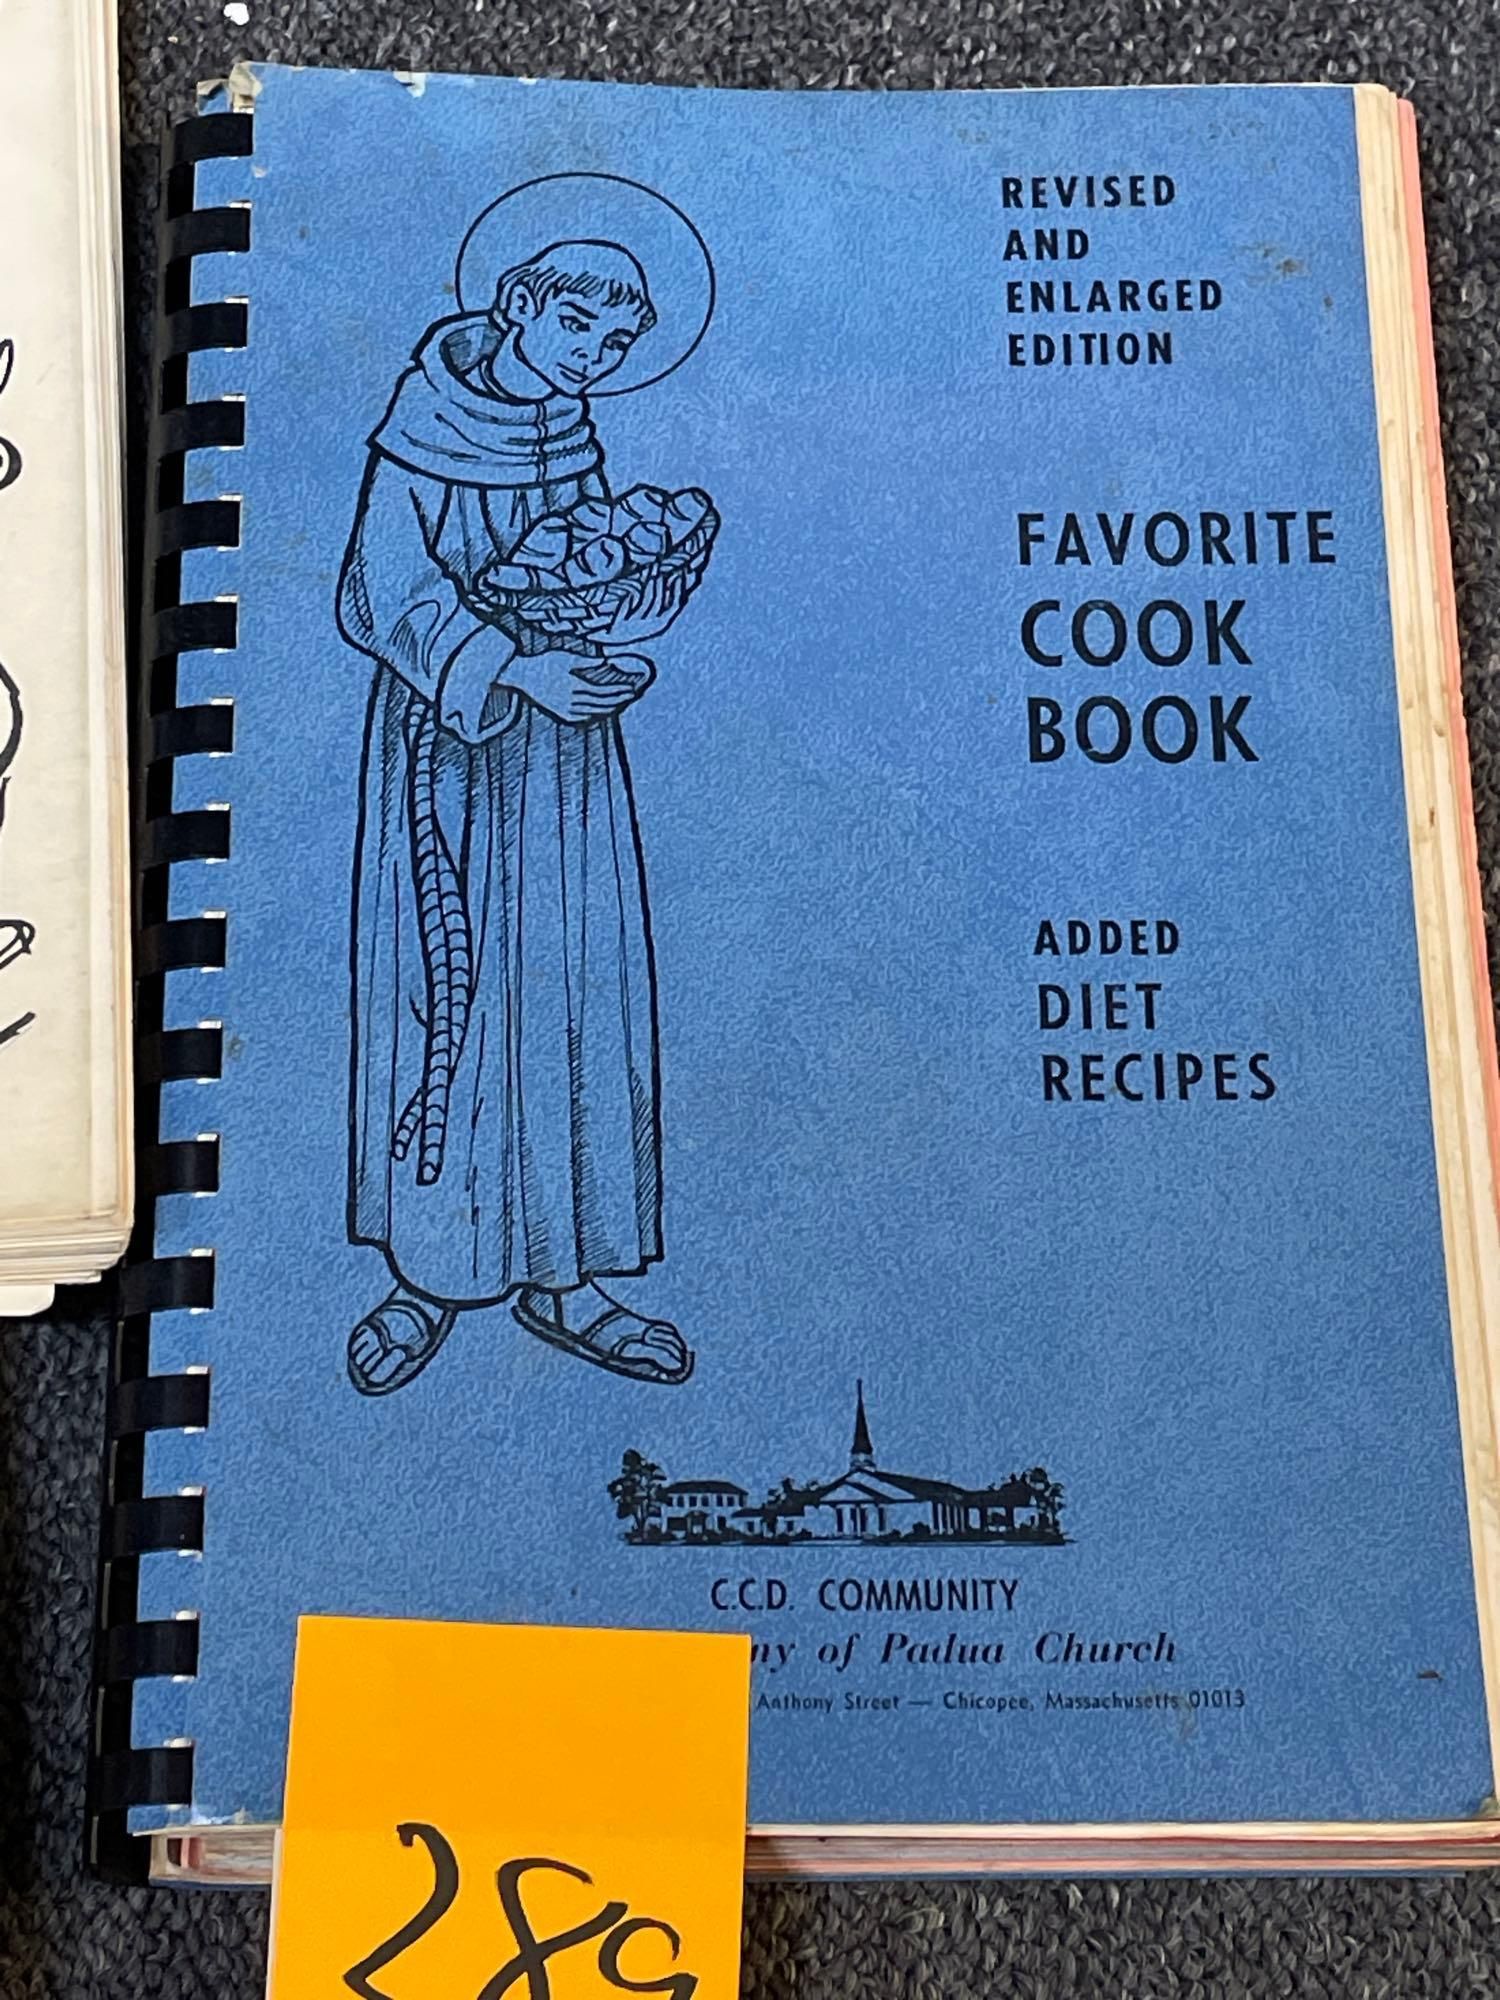 REVISED
AND
ENLARGED
EDITION
FAVORITE
COOK
BOOK
ADDED
DIET
RECIPES
C.C.D. COMMUNITY
of Padua Church
Anthony Street — Chicopee, Massachusetts 01013
289